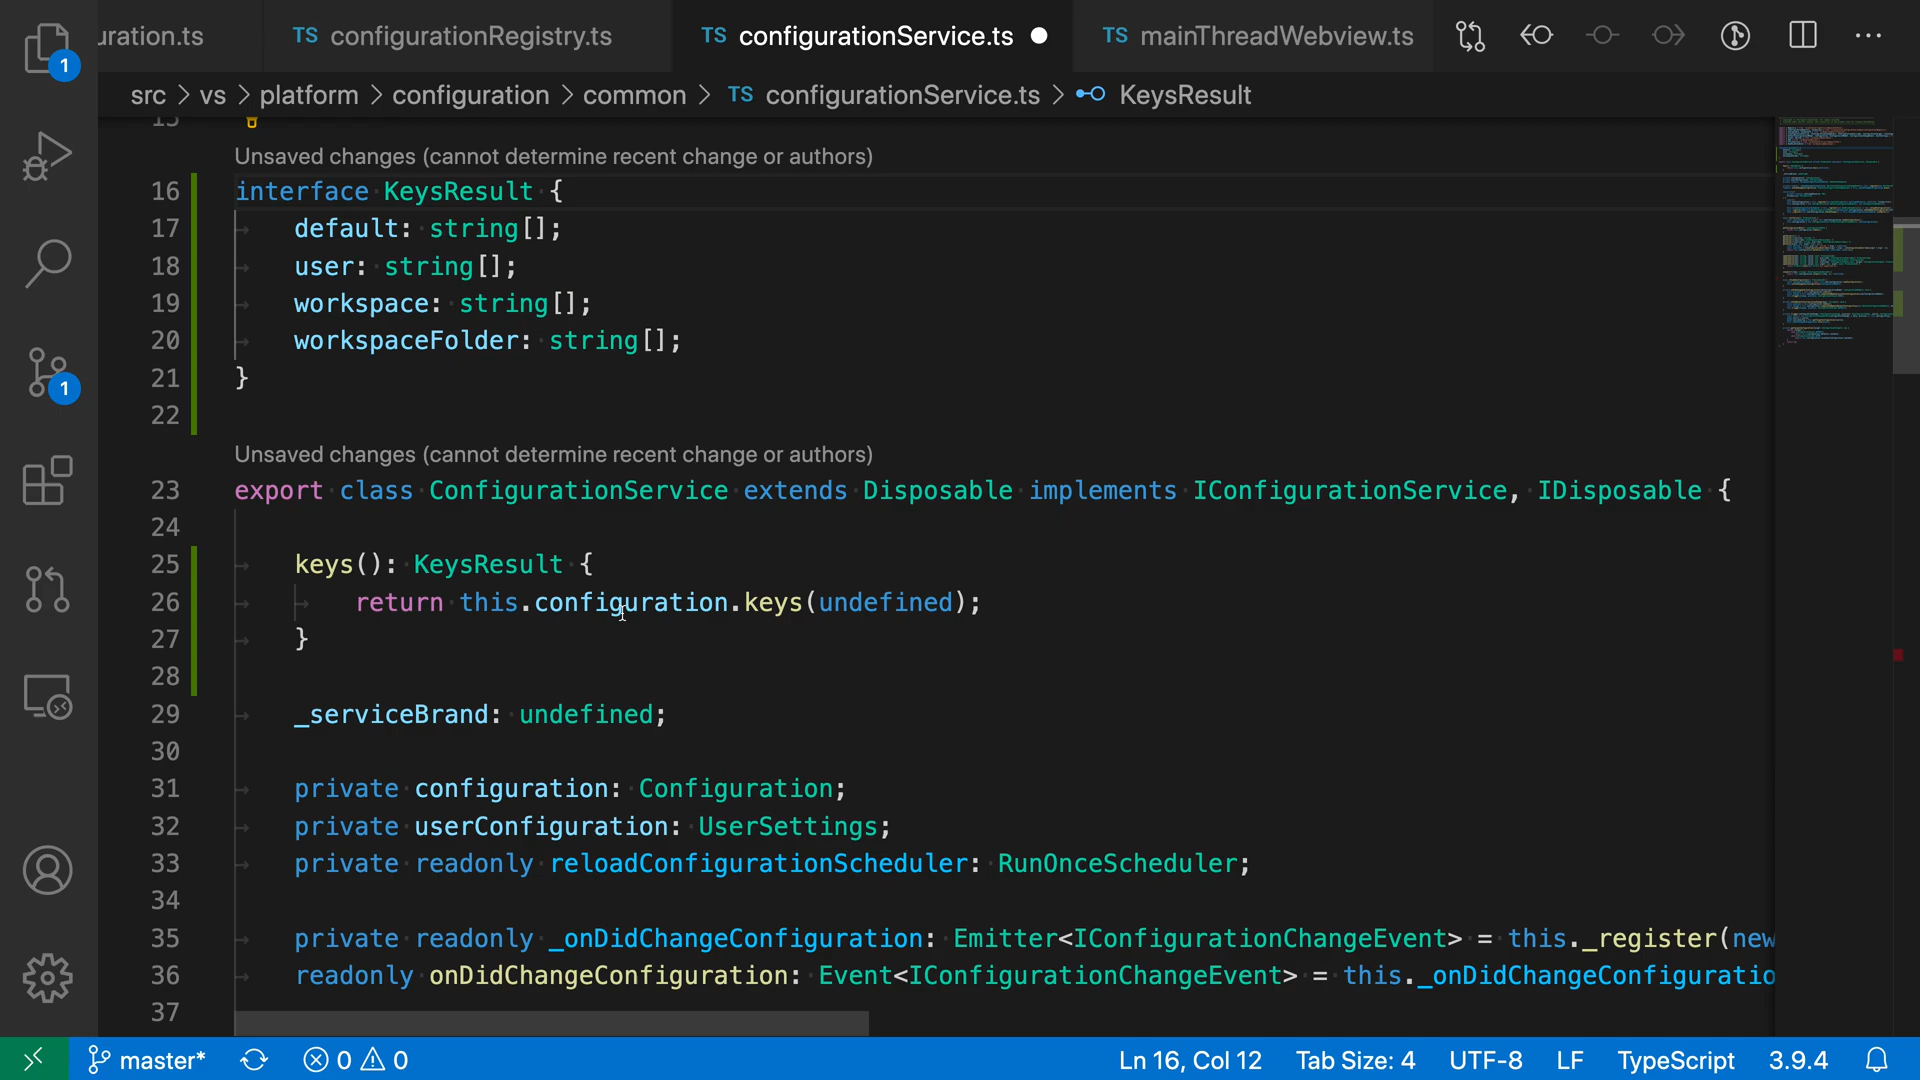 uration.ts
TS configurationRegistry.ts
TS configurationService.ts
TS mainThreadWebview.ts
src > vs > platform > configuration > common > TS configurationService.ts > KeysResult
15
Unsaved changes (cannot determine recent change or authors)
16 interface KeysResult {
17 default: string[];
18 user: string[];
19 workspace: string[];
20 workspaceFolder: string[];
21 }
22
Unsaved changes (cannot determine recent change or authors)
23 export class ConfigurationService extends Disposable implements IConfigurationService, IDisposable {
24
25 keys(): KeysResult {
26 return this.configuration.keys(undefined);
27 }
28
29 _serviceBrand: undefined;
30
31 private configuration: Configuration;
32 private userConfiguration: UserSettings;
33 private readonly reloadConfigurationScheduler: RunOnceScheduler;
34
35 private readonly _onDidChangeConfiguration: Emitter<IConfigurationChangeEvent> = this._register(new
36 readonly onDidChangeConfiguration: Event<IConfigurationChangeEvent> = this._onDidChangeConfiguratio
37
1
1
master* 0 0 Ln 16, Col 12 Tab Size: 4 UTF-8 LF TypeScript 3.9.4